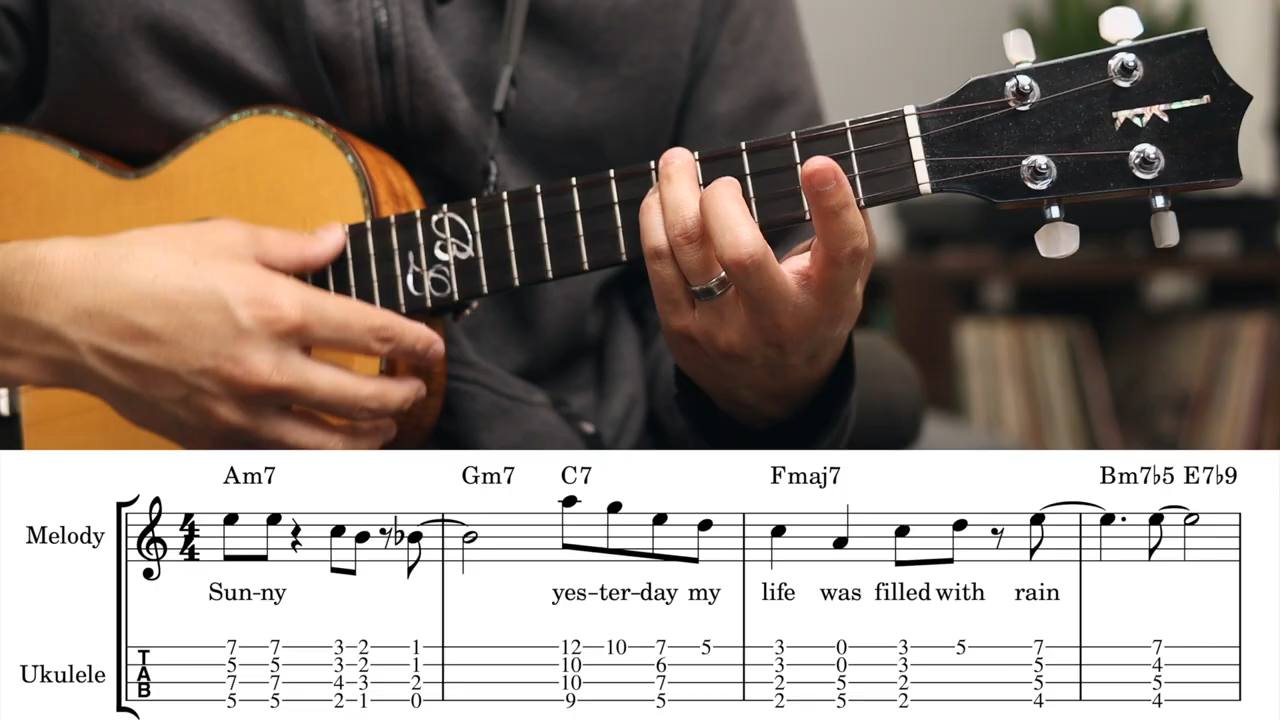 Am7 Gm7 C7 Fmaj7 Bm7♭5 E7♭9
Melody
4
4
Sun-ny yes-ter-day my life was filled with rain
7 7 3 2 1 12 10 7 5 3 0 3 5 7 7
5 5 3 2 1 10 6 3 0 3 5 4
Ukulele
TAB
7 7 4 3 2 10 7 2 5 2 5 5
5 5 2 1 0 9 5 2 5 2 4 4